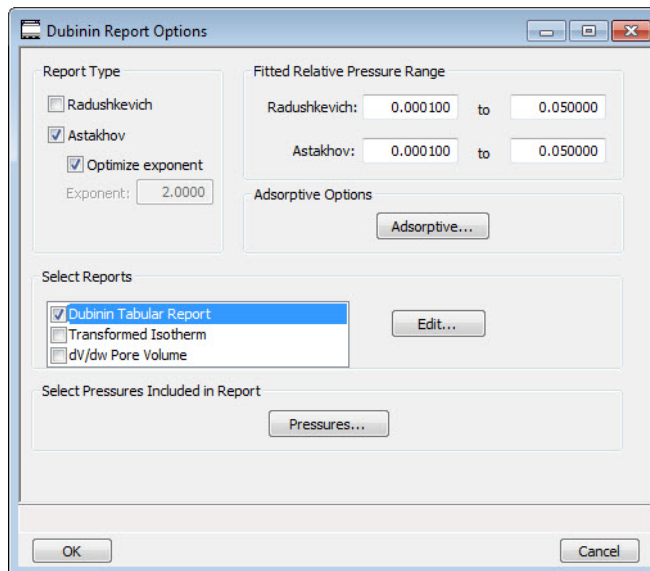 Dubinin Report Options
Report Type
Radushkevich
Astakhov
Optimize exponent
Exponent: 2.0000
Fitted Relative Pressure Range
Radushkevich: 0.000100 to 0.050000
Astakhov: 0.000100 to 0.050000
Adsorptive Options
Adsorptive...
Select Reports
Dubinin Tabular Report
Transformed Isotherm
dV/dw Pore Volume
Edit...
Select Pressures Included in Report
Pressures...
OK Cancel